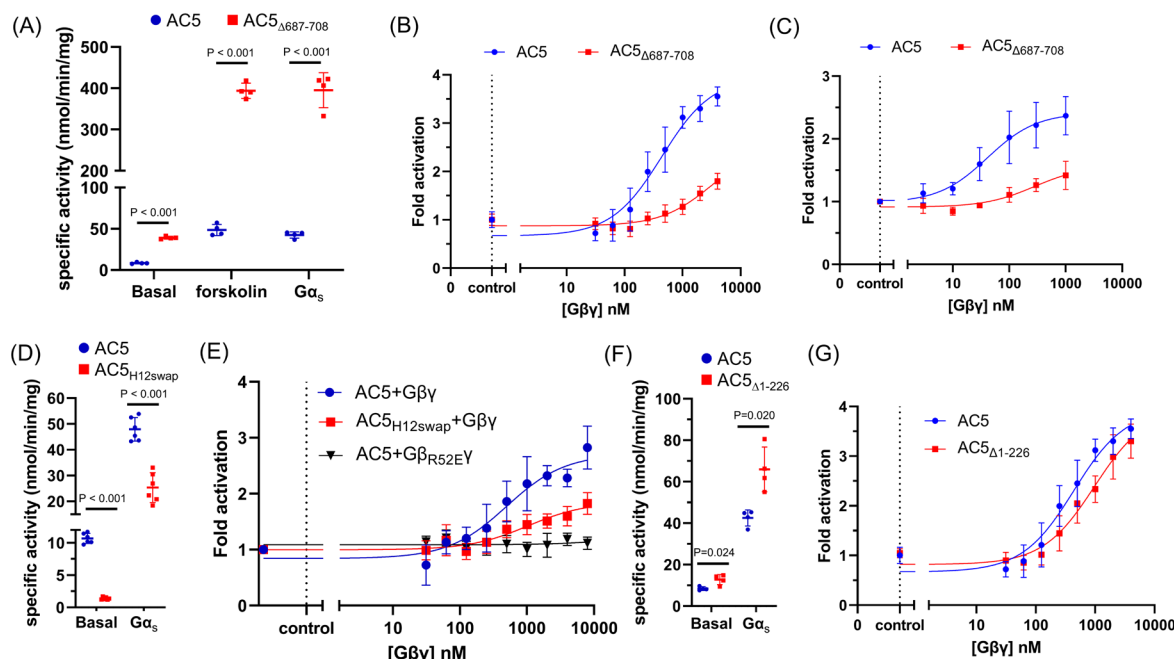 (A)
AC5 AC5Δ687-708
specific activity (nmol/min/mg)
500
400
300
200
100
50
0
P < 0.001
P < 0.001
P < 0.001
Basal forskolin Gαs
(B)
AC5 AC5Δ687-708
Fold activation
4
3
2
1
0
0 control 10 100 1000 10000
[Gβγ] nM
(C)
AC5 AC5Δ687-708
Fold activation
3
2
1
0
0 control 10 100 1000 10000
[Gβγ] nM
(D)
AC5
AC5H12swap
specific activity (nmol/min/mg)
60
50
40
30
20
10
5
0
P < 0.001
P < 0.001
Basal Gαs
(E)
Fold activation
4
3
2
1
0
AC5+Gβγ
AC5H12swap+Gβγ
AC5+GβR52Eγ
control 10 100 1000 10000
[Gβγ] nM
(F)
AC5
AC5Δ1-226
specific activity (nmol/min/mg)
100
80
60
40
20
0
P=0.020
P=0.024
Basal Gαs
(G)
AC5
AC5Δ1-226
Fold activation
4
3
2
1
0
0 control 10 100 1000 10000
[Gβγ] nM